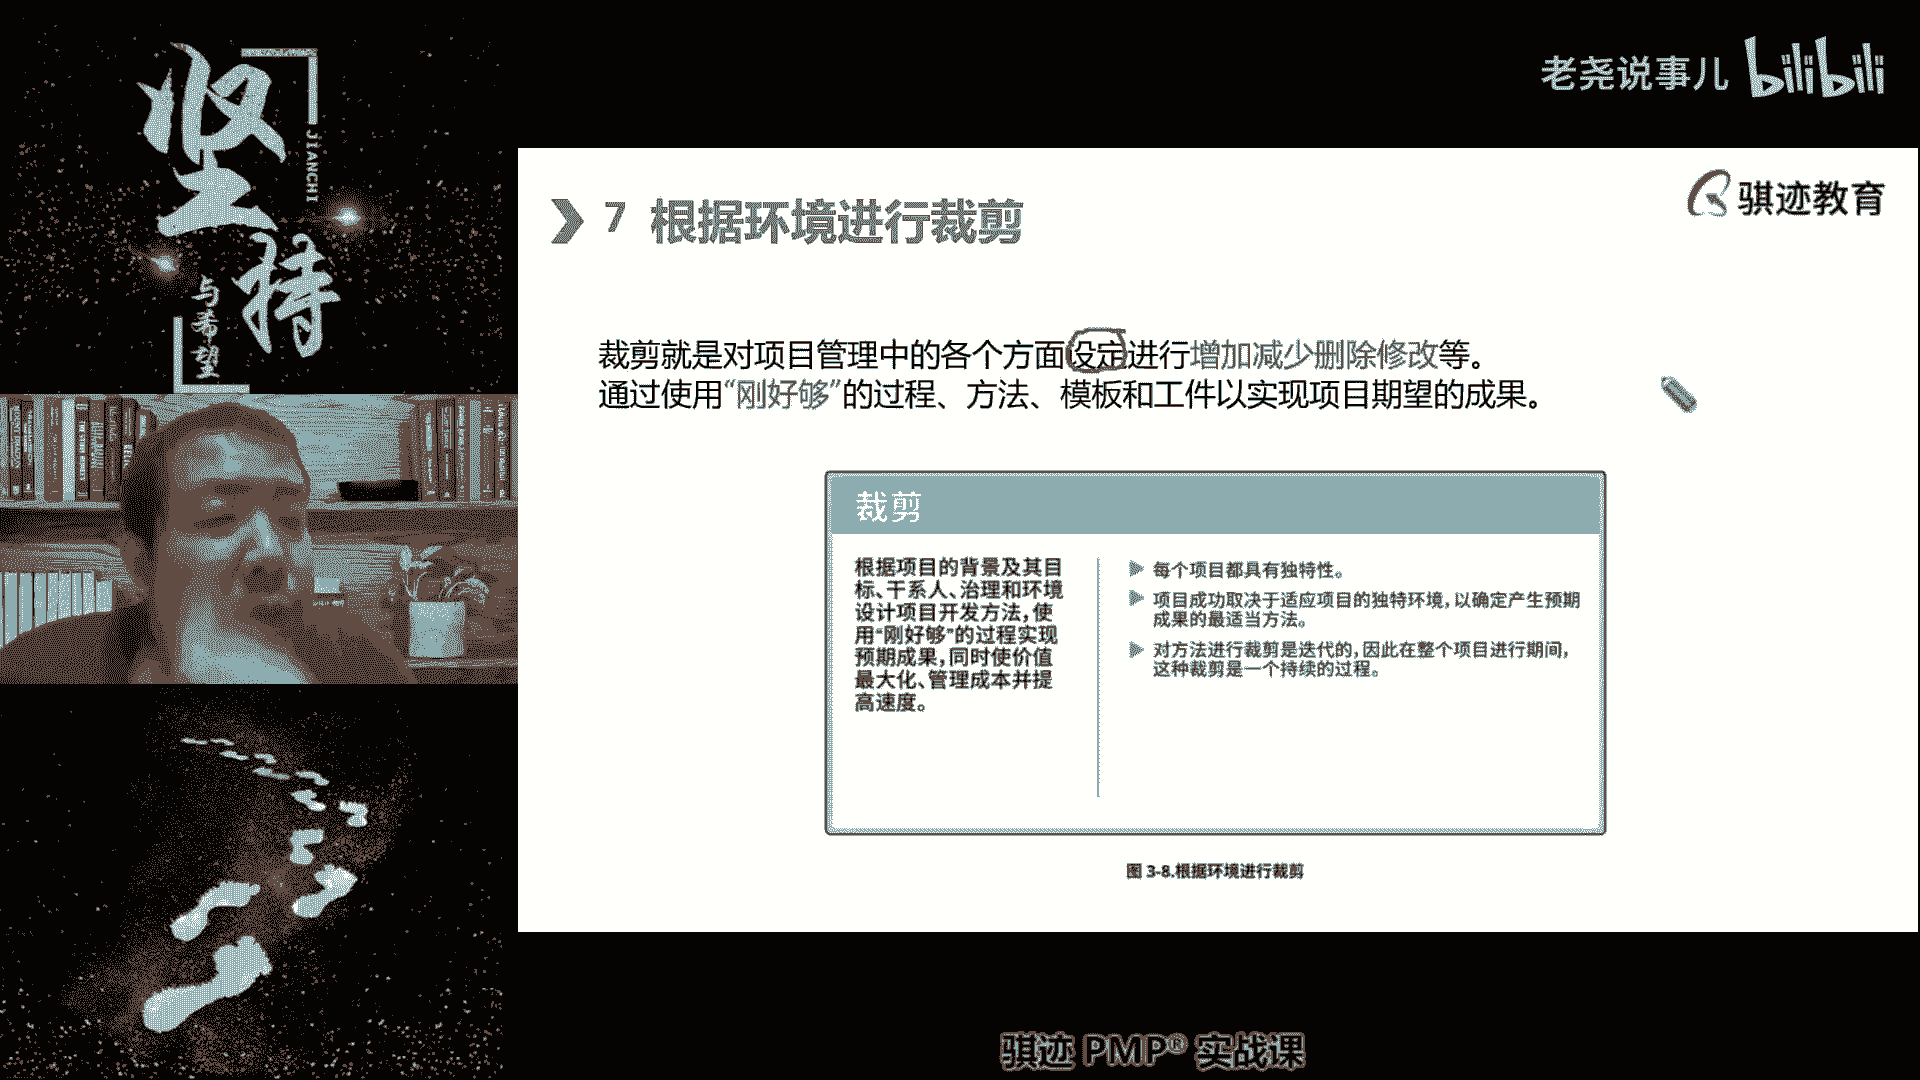 坚持
JIANCHI
与希望
老尧说事儿 bilibili
骐迹教育
7 根据环境进行裁剪
裁剪就是对项目管理中的各个方面设定进行增加减少删除修改等。
通过使用“刚好够”的过程、方法、模板和工件以实现项目期望的成果。
裁剪
根据项目的背景及其目
标、干系人、治理和环境
设计项目开发方法，使
用“刚好够”的过程实现
预期成果，同时使价值
最大化、管理成本并提
高速度。
每个项目都具有独特性。
项目成功取决于适应项目的独特环境，以确定产生预期
成果的最适当方法。
对方法进行裁剪是迭代的，因此在整个项目进行期间，
这种裁剪是一个持续的过程。
图 3-8.根据环境进行裁剪
骐迹 PMP® 实战课